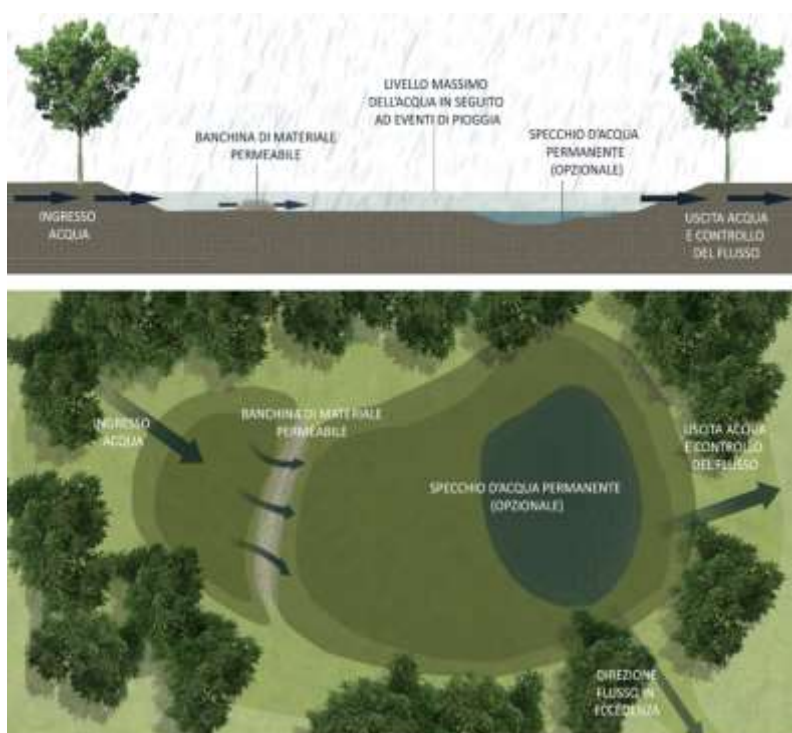 LIVELLO MASSIMO
DELL'ACQUA IN SEGUITO
AD EVENTI DI PIOGGIA
BANCHINA DI MATERIALE
PERMEABILE
SPECCHIO D'ACQUA
PERMANENTE
(OPZIONALE)
INGRESSO
ACQUA
USCITA ACQUA
E CONTROLLO
DEL FLUSSO
INGRESSO
ACQUA
BANCHINA DI MATERIALE
PERMEABILE
USCITA ACQUA
E CONTROLLO
DEL FLUSSO
SPECCHIO D'ACQUA PERMANENTE
(OPZIONALE)
DIREZIONE
FLUSSO IN
ECCEDENZA